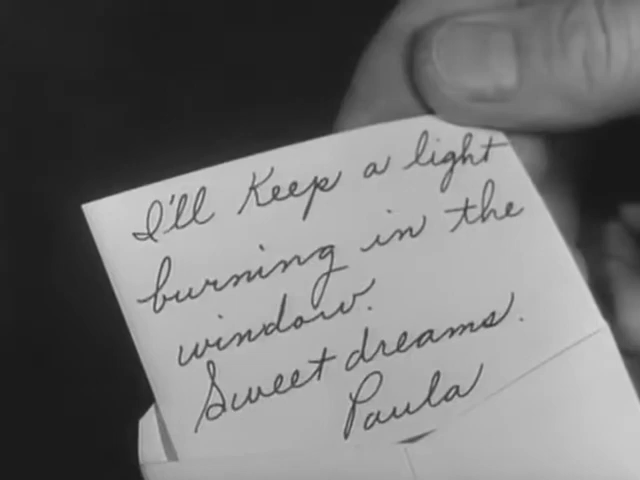 I'll Keep a light
burning in the
window.
Sweet dreams.
Paula